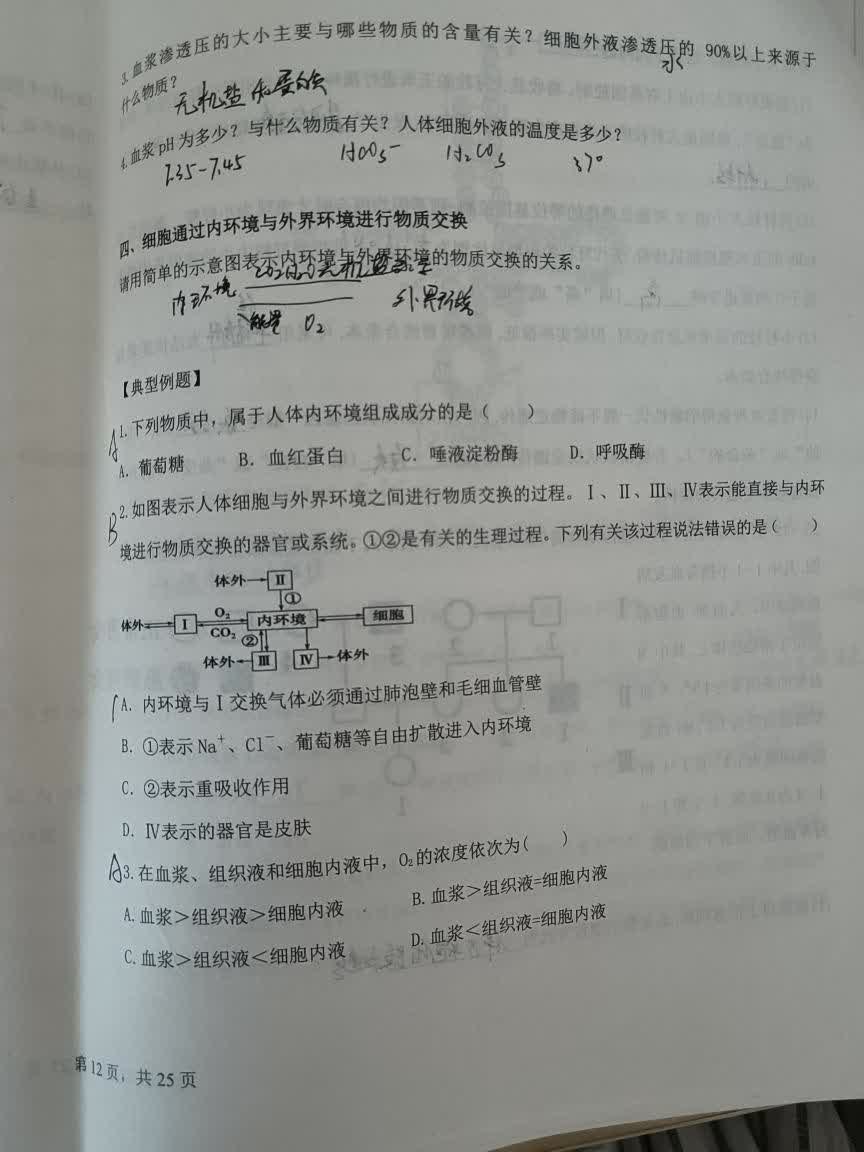 3.血浆渗透压的大小主要与哪些物质的含量有关？细胞外液渗透压的 90%以上来源于
什么物质？
水
无机盐 蛋白
4.血浆 pH 为多少？与什么物质有关？人体细胞外液的温度是多少？
7.35-7.45 HCO₃⁻ H₂CO₃ 37°
四、细胞通过内环境与外界环境进行物质交换
请用简单的示意图表示内环境与外界环境的物质交换的关系。
内环境
外界环境
能量 O₂
【典型例题】
A
1.下列物质中，属于人体内环境组成成分的是（ ）
A. 葡萄糖 B. 血红蛋白 C. 唾液淀粉酶 D. 呼吸酶
B
2.如图表示人体细胞与外界环境之间进行物质交换的过程。Ⅰ、Ⅱ、Ⅲ、Ⅳ表示能直接与内环
境进行物质交换的器官或系统。①②是有关的生理过程。下列有关该过程说法错误的是（ ）
体外 Ⅱ
①
体外 Ⅰ O₂ CO₂ 内环境 细胞
②
体外 Ⅲ Ⅳ 体外
A. 内环境与Ⅰ交换气体必须通过肺泡壁和毛细血管壁
B. ①表示 Na⁺、Cl⁻、葡萄糖等自由扩散进入内环境
C. ②表示重吸收作用
D. Ⅳ表示的器官是皮肤
A
3.在血浆、组织液和细胞内液中，O₂的浓度依次为（ ）
A.血浆＞组织液＞细胞内液 B.血浆＞组织液=细胞内液
C.血浆＞组织液＜细胞内液 D.血浆＜组织液=细胞内液
第 12 页，共 25 页